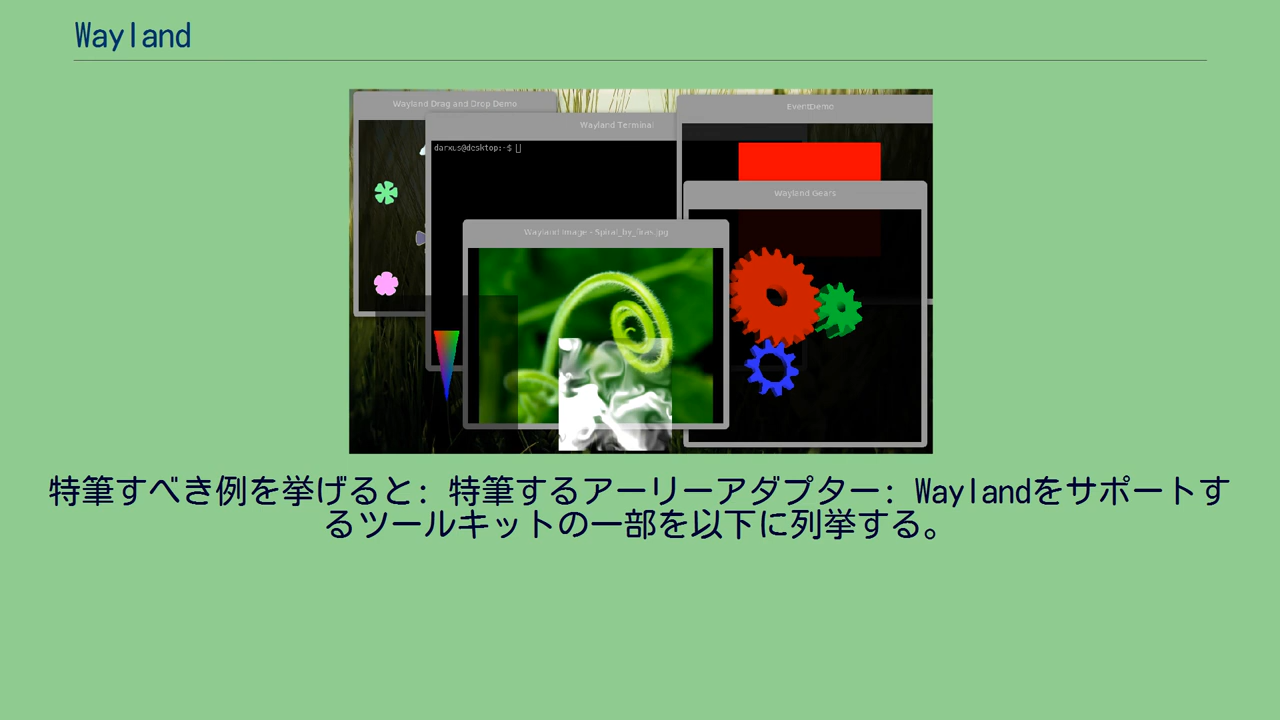 Wayland
Wayland Drag and Drop Demo
EventDemo
Wayland Terminal
darxus@desktop:~$
Wayland Gears
Wayland Image - Spiral_by_
特筆すべき例を挙げると: 特筆するアーリーアダプター: Waylandをサポートす
るツールキットの一部を以下に列挙する。